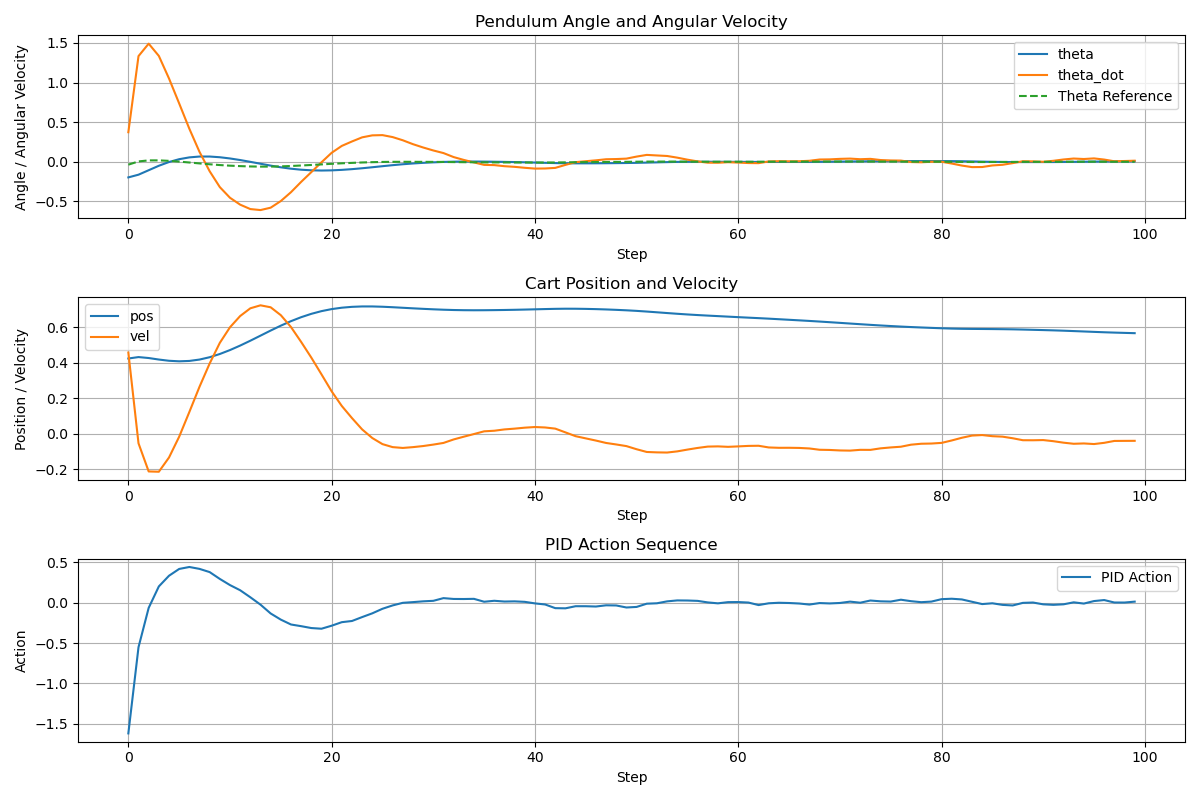 Pendulum Angle and Angular Velocity
Angle / Angular Velocity
1.5
1.0
0.5
0.0
−0.5
theta
theta_dot
Theta Reference
0 20 40 60 80 100
Step
Cart Position and Velocity
Position / Velocity
0.6
0.4
0.2
0.0
−0.2
pos
vel
0 20 40 60 80 100
Step
PID Action Sequence
Action
0.5
0.0
−0.5
−1.0
−1.5
PID Action
0 20 40 60 80 100
Step